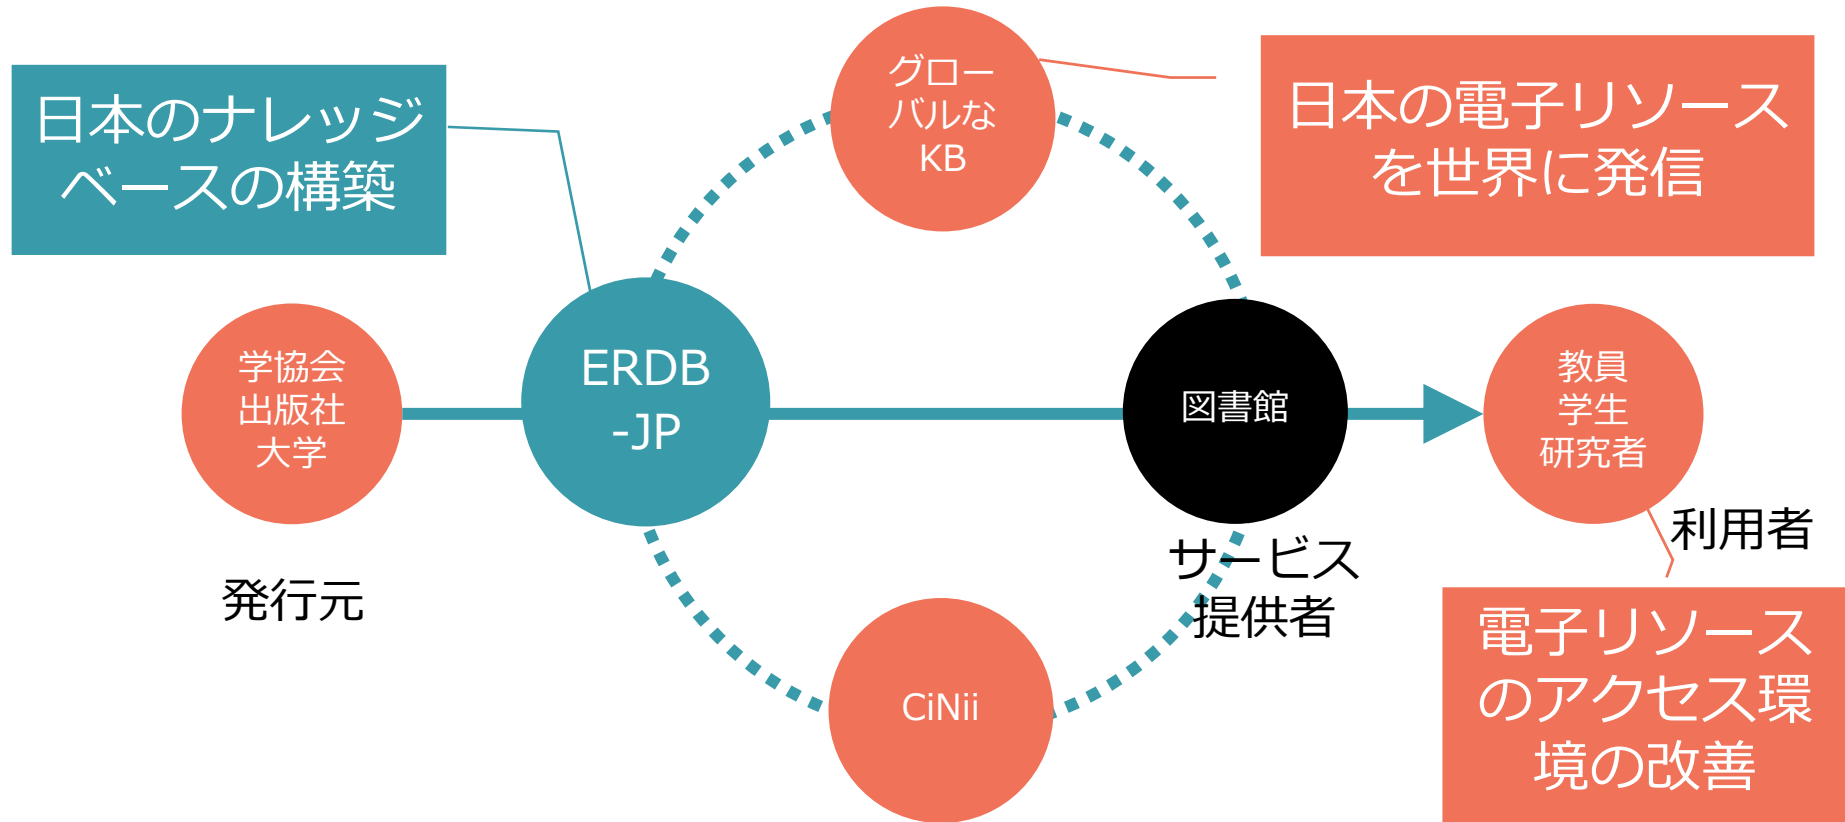 グロー
バルな
KB
日本のナレッジ
ベースの構築
日本の電子リソース
を世界に発信
学協会
出版社
大学
ERDB
-JP
図書館
教員
学生
研究者
発行元
サービス
提供者
利用者
CiNii
電子リソース
のアクセス環
境の改善